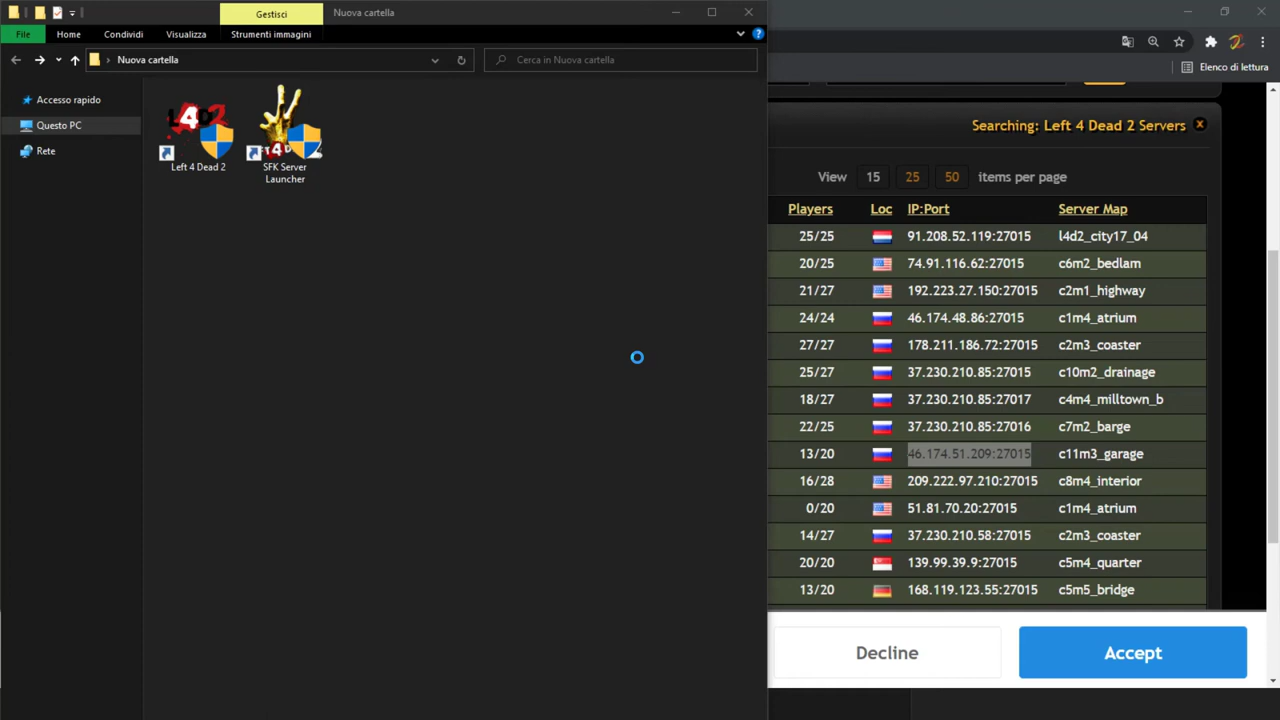 Gestisci
Nuova cartella
File
Home
Condividi
Visualizza
Strumenti immagini
Nuova cartella
Cerca in Nuova cartella
Accesso rapido
Questo PC
Rete
Left 4 Dead 2
SFK Server
Launcher
Elenco di lettura
Searching: Left 4 Dead 2 Servers
View 15 25 50 items per page
Players Loc IP:Port Server Map
25/25 91.208.52.119:27015 l4d2_city17_04
20/25 74.91.116.62:27015 c6m2_bedlam
21/27 192.223.27.150:27015 c2m1_highway
24/24 46.174.48.86:27015 c1m4_atrium
27/27 178.211.186.72:27015 c2m3_coaster
25/27 37.230.210.85:27015 c10m2_drainage
18/27 37.230.210.85:27017 c4m4_milltown_b
22/25 37.230.210.85:27016 c7m2_barge
13/20 46.174.51.209:27015 c11m3_garage
16/28 209.222.97.210:27015 c8m4_interior
0/20 51.81.70.20:27015 c1m4_atrium
14/27 37.230.210.58:27015 c2m3_coaster
20/20 139.99.39.9:27015 c5m4_quarter
13/20 168.119.123.55:27015 c5m5_bridge
Decline
Accept